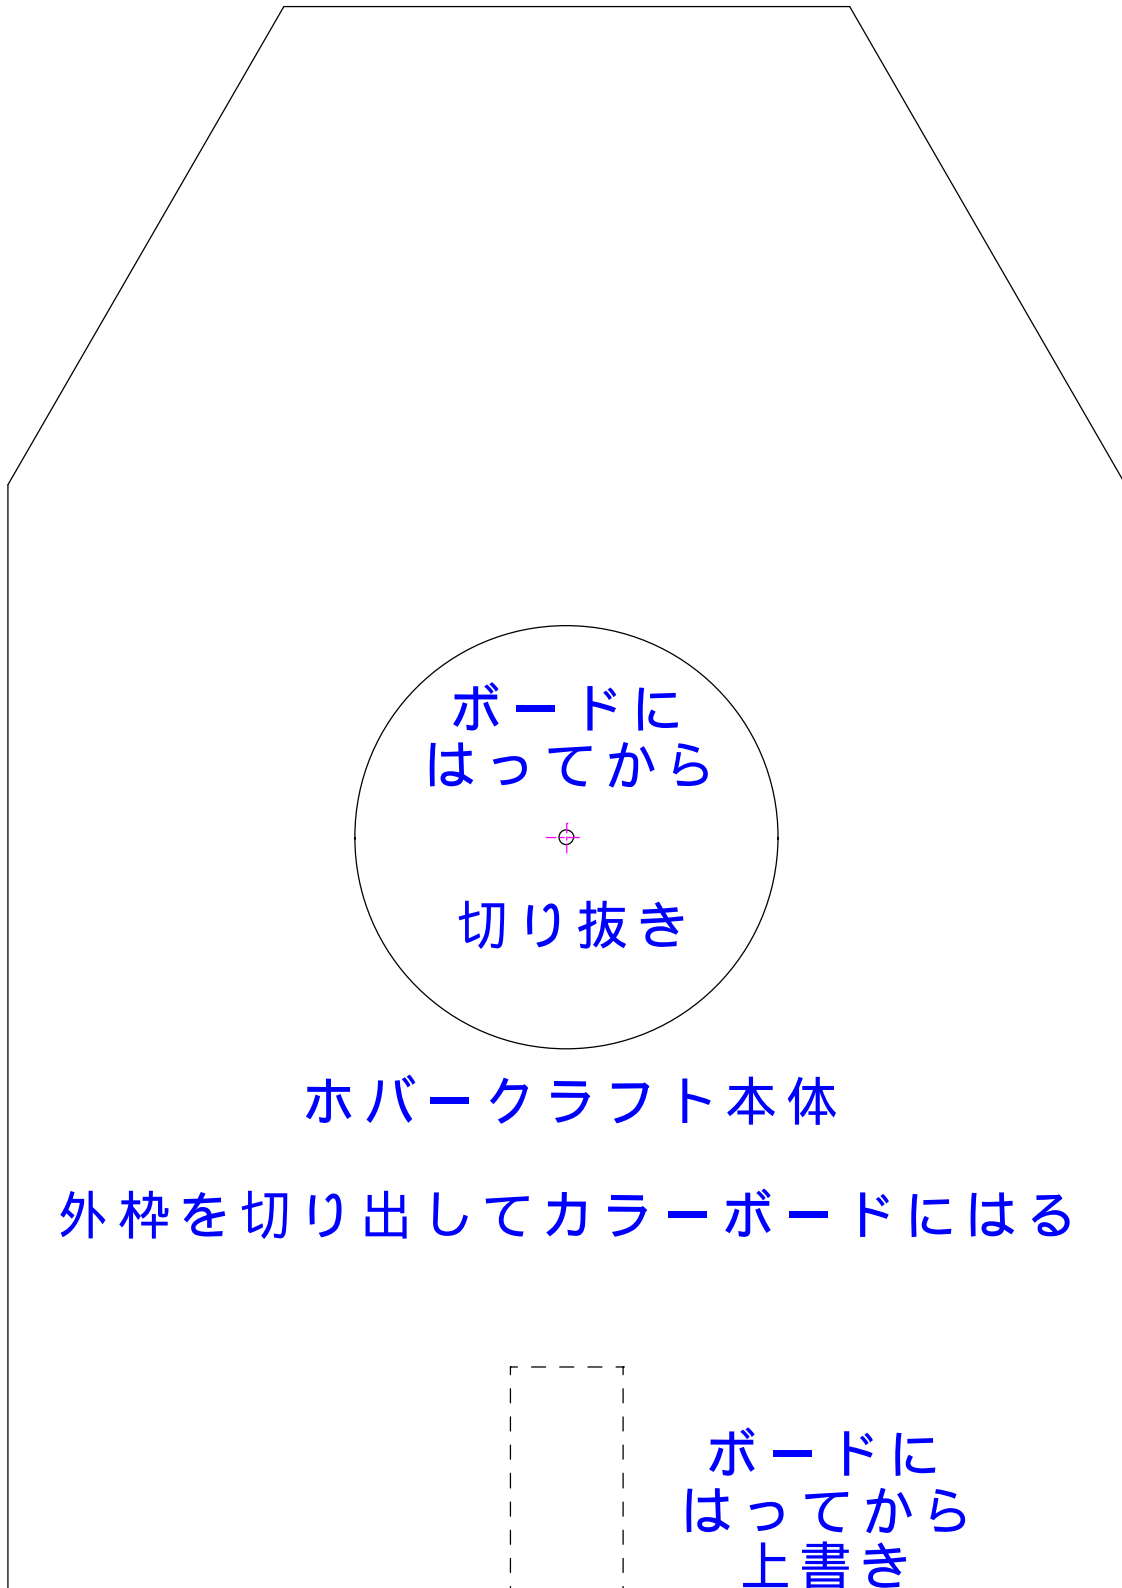 ボードに
はってから
切り抜き
ホバークラフト本体
外枠を切り出してカラーボードにはる
ボードに
はってから
上書き